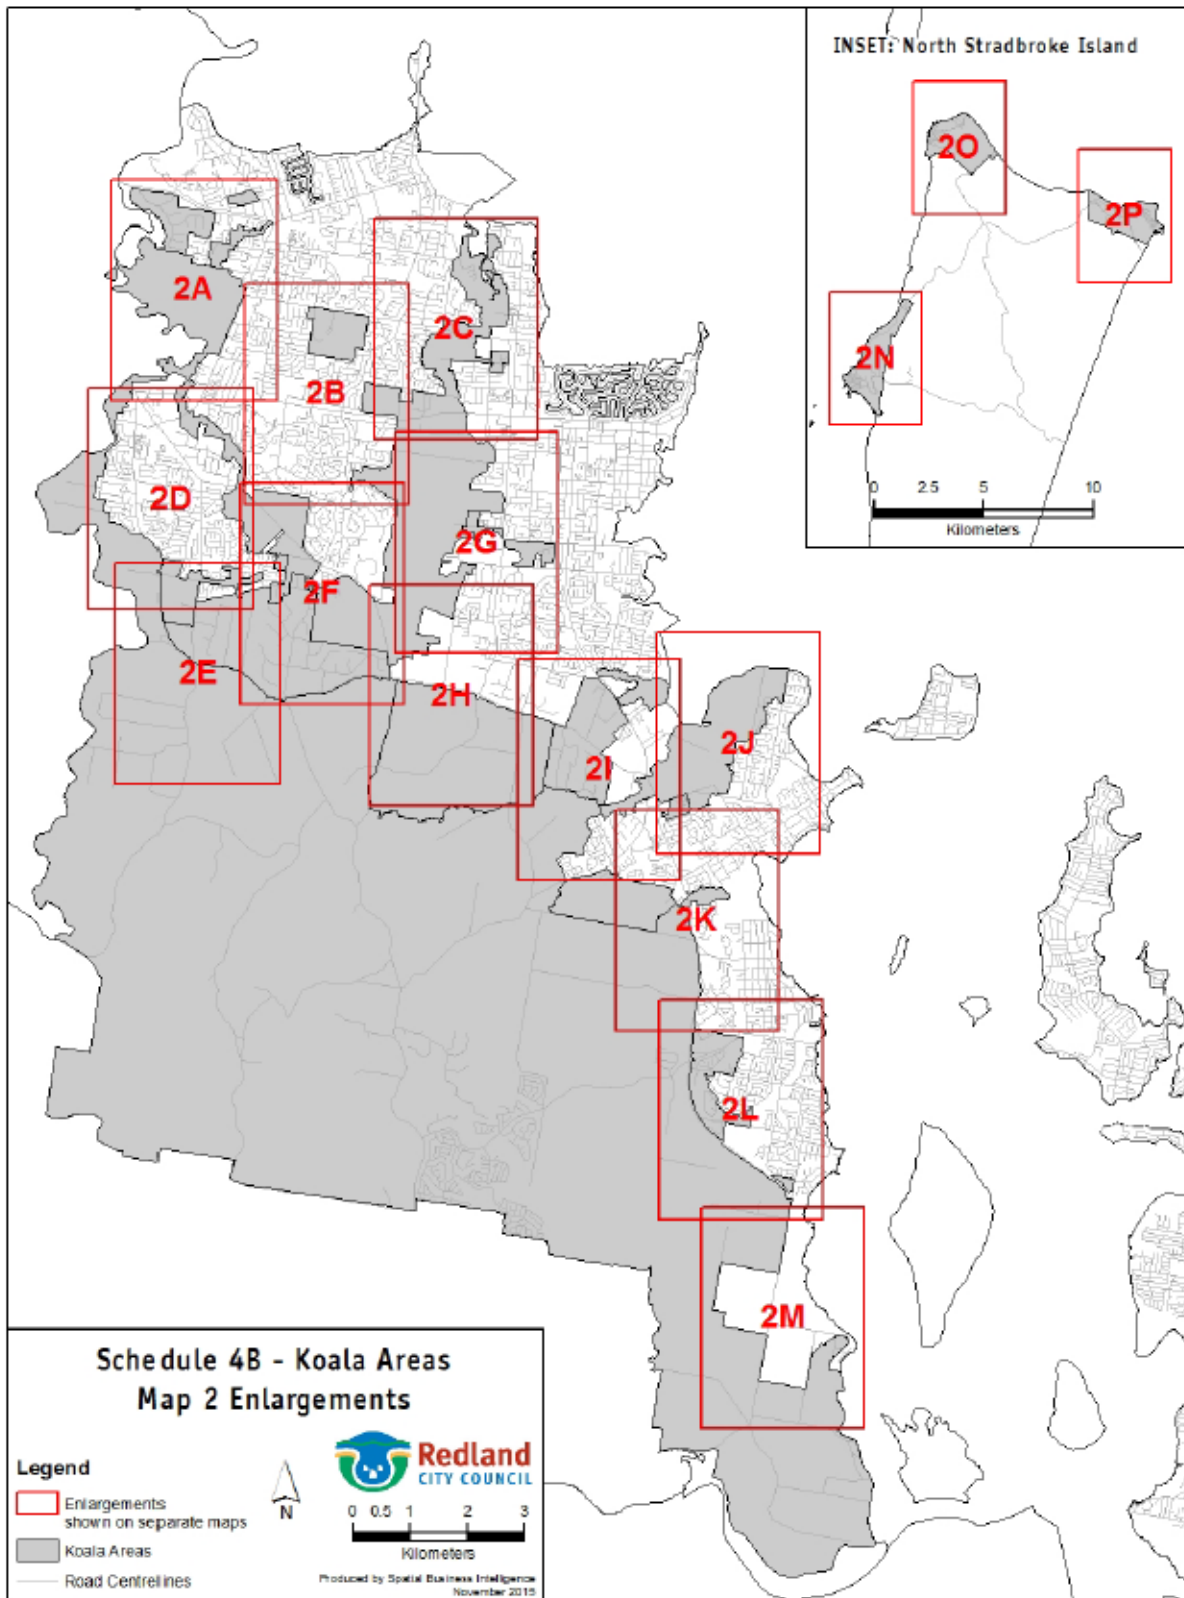 INSET: North Stradbroke Island
2O
2P
2N
0 2.5 5 10
Kilometers
2A
2C
2B
2D
2G
2F
2E
2H
2J
2I
2K
2L
2M
Schedule 4B - Koala Areas
Map 2 Enlargements
Legend
Enlargements
shown on separate maps
Koala Areas
Road Centrelines
N
Redland
CITY COUNCIL
0 0.5 1 2 3
Kilometers
Produced by Spatial Business Intelligence
November 2015